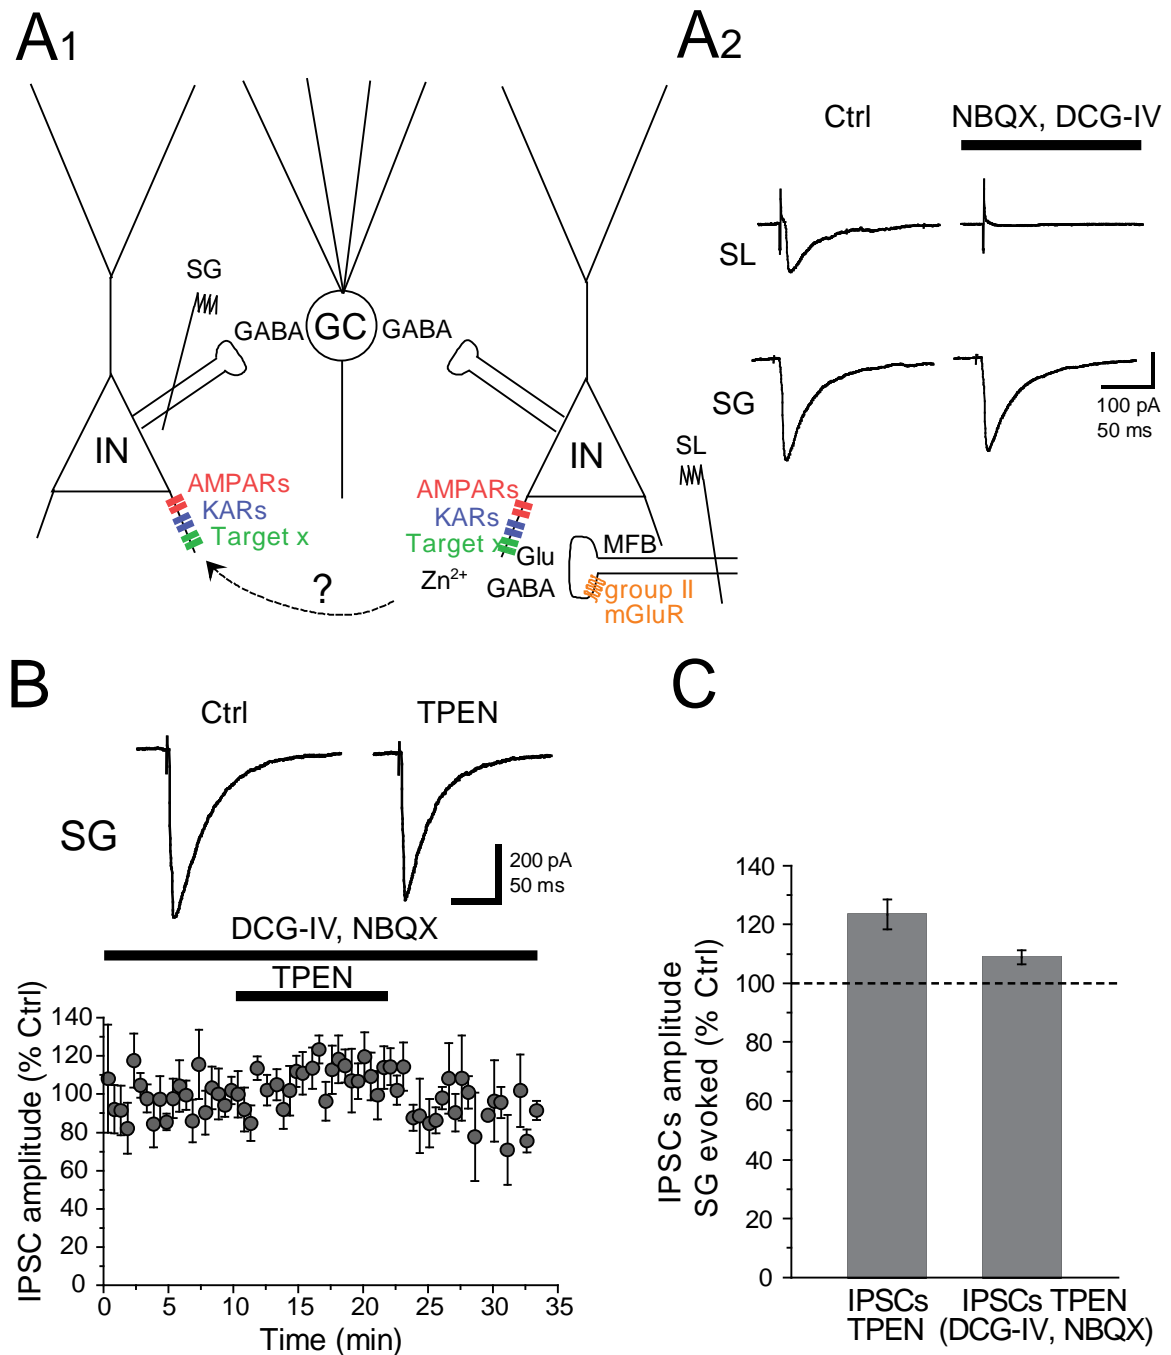 A1
SG
GABA
GC
GABA
IN
AMPARs
KARs
Target x
?
IN
SL
AMPARs
KARs
Target x
Glu
MFB
Zn2+
GABA
group II
mGluR
A2
Ctrl
NBQX, DCG-IV
SL
SG
100 pA
50 ms
B
Ctrl
TPEN
SG
200 pA
50 ms
DCG-IV, NBQX
TPEN
IPSC amplitude (% Ctrl)
140
120
100
80
60
40
20
0
0 5 10 15 20 25 30 35
Time (min)
C
IPSCs amplitude
SG evoked (% Ctrl)
140
120
100
80
60
40
20
0
IPSCs
TPEN
IPSCs TPEN
(DCG-IV, NBQX)